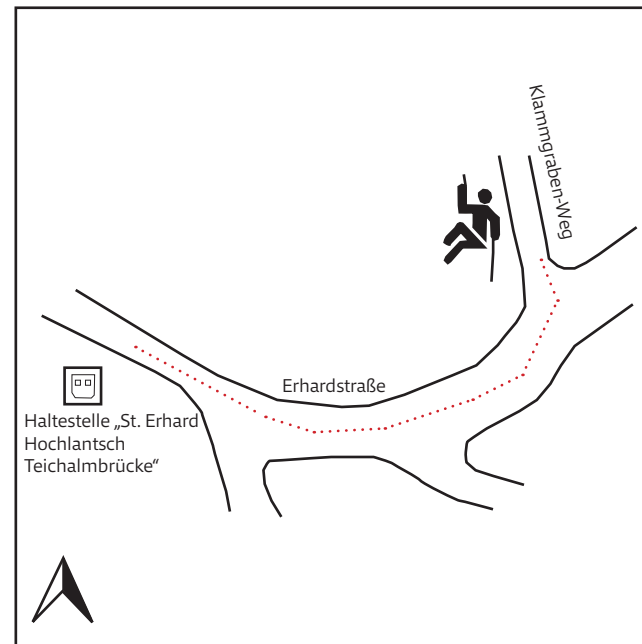 Klammgraben-Weg
Erhardstraße
Haltestelle „St. Erhard
Hochlantsch
Teichalmbrücke“